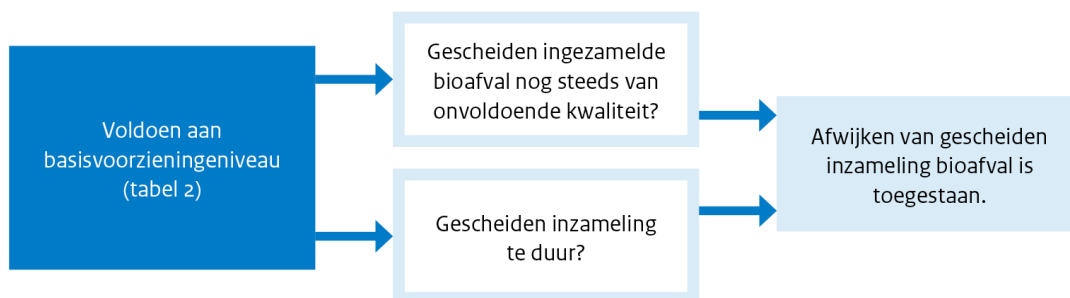 Voldoen aan
basisvoorzieningeniveau
(tabel 2)
Gescheiden ingezamelde
bioafval nog steeds van
onvoldoende kwaliteit?
Gescheiden inzameling
te duur?
Afwijken van gescheiden
inzameling bioafval is
toegestaan.